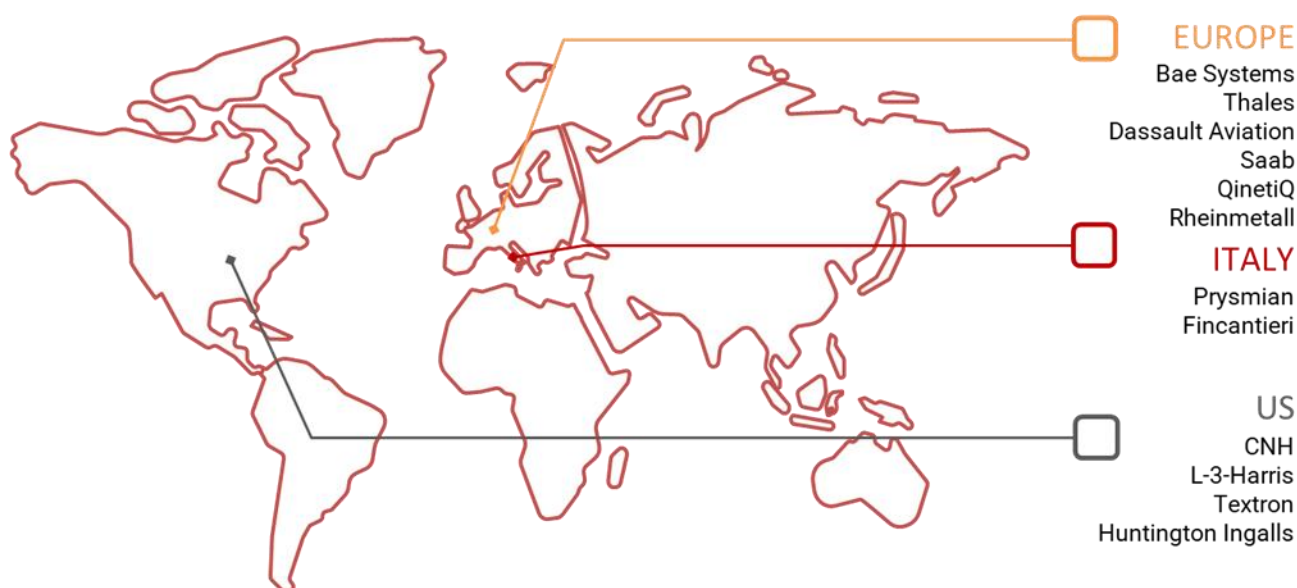 EUROPE
Bae Systems
Thales
Dassault Aviation
Saab
QinetiQ
Rheinmetall
ITALY
Prysmian
Fincantieri
US
CNH
L-3-Harris
Textron
Huntington Ingalls